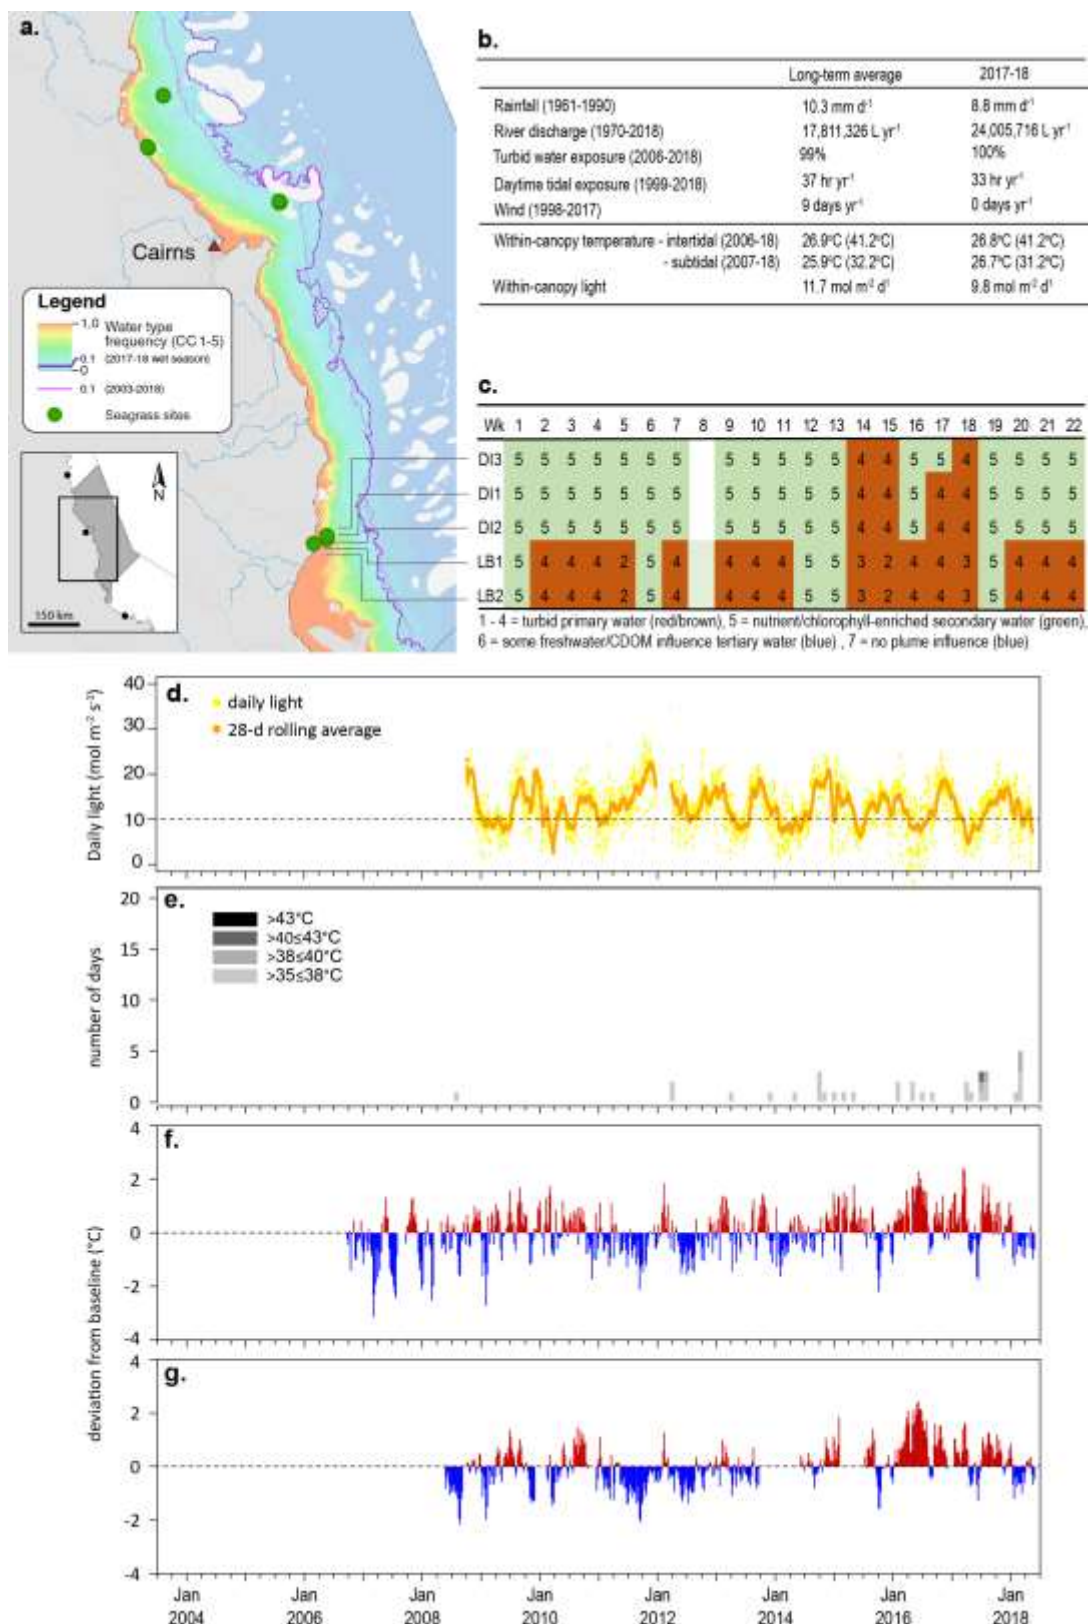 a.
Cairns
Legend
1.0 Water type
frequency (CC 1-5)
0.1 (2017-18 wet season)
0
0.1 (2003-2018)
Seagrass sites
N
150 km
b.
Long-term average 2017-18
Rainfall (1961-1990) 10.3 mm d⁻¹ 8.8 mm d⁻¹
River discharge (1970-2018) 17,811,326 L yr⁻¹ 24,005,716 L yr⁻¹
Turbid water exposure (2006-2018) 99% 100%
Daytime tidal exposure (1999-2018) 37 hr yr⁻¹ 33 hr yr⁻¹
Wind (1998-2017) 9 days yr⁻¹ 0 days yr⁻¹
Within-canopy temperature - intertidal (2006-18) 26.9ºC (41.2ºC) 26.8ºC (41.2ºC)
- subtidal (2007-18) 25.9ºC (32.2ºC) 26.7ºC (31.2ºC)
Within-canopy light 11.7 mol m⁻² d¹ 9.8 mol m⁻² d¹
c.
Wk 1 2 3 4 5 6 7 8 9 10 11 12 13 14 15 16 17 18 19 20 21 22
DI3 5 5 5 5 5 5 5 5 5 5 5 5 4 4 5 5 4 5 5 5 5
DI1 5 5 5 5 5 5 5 5 5 5 5 5 4 4 5 4 4 5 5 5 5
DI2 5 5 5 5 5 5 5 5 5 5 5 5 4 4 5 4 4 5 5 5 5
LB1 5 4 4 4 2 5 4 4 4 4 5 5 3 2 4 4 3 5 4 4 4
LB2 5 4 4 4 2 5 4 4 4 4 5 5 3 2 4 4 3 5 4 4 4
1 - 4 = turbid primary water (red/brown), 5 = nutrient/chlorophyll-enriched secondary water (green),
6 = some freshwater/CDOM influence tertiary water (blue) , 7 = no plume influence (blue)
d.
daily light
28-d rolling average
Daily light (mol m⁻² s⁻¹)
40
30
20
10
0
e.
>43°C
>40≤43°C
>38≤40°C
>35≤38°C
number of days
20
15
10
5
0
f.
4
2
0
-2
-4
deviation from baseline (°C)
g.
4
2
0
-2
-4
Jan Jan Jan Jan Jan Jan Jan Jan
2004 2006 2008 2010 2012 2014 2016 2018